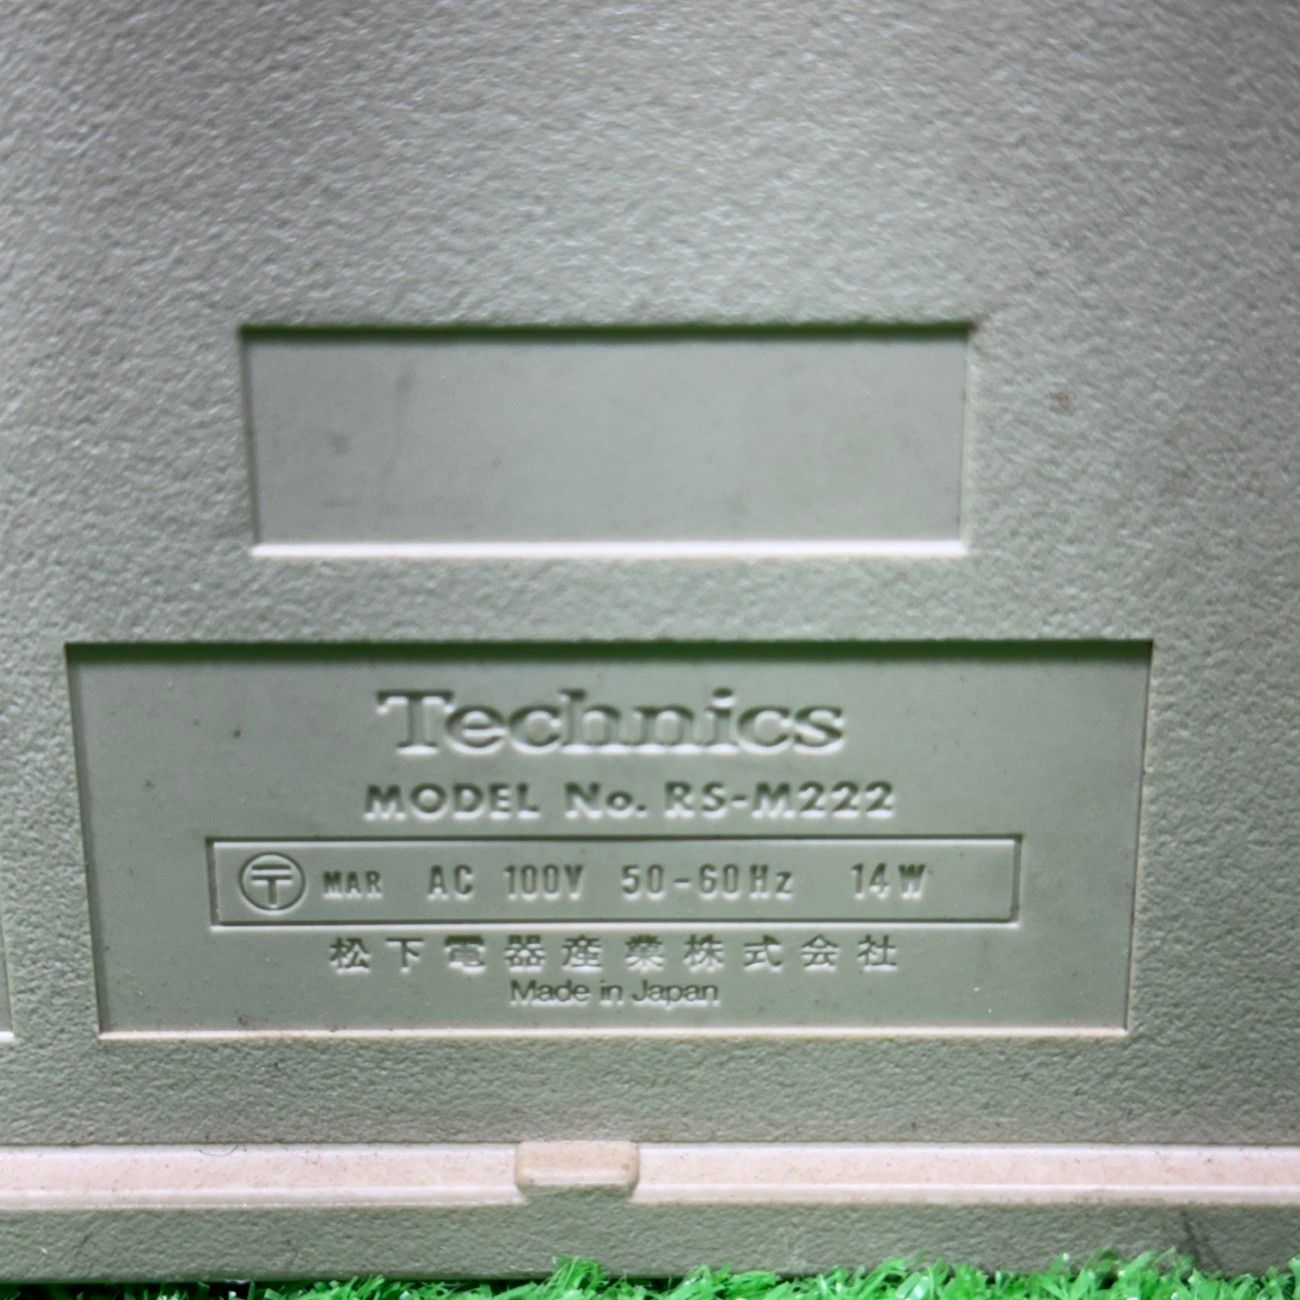 Technics
MODEL No. RS-M222
〒 MAR AC 100V 50-60Hz 14W
松下電器産業株式会社
Made in Japan